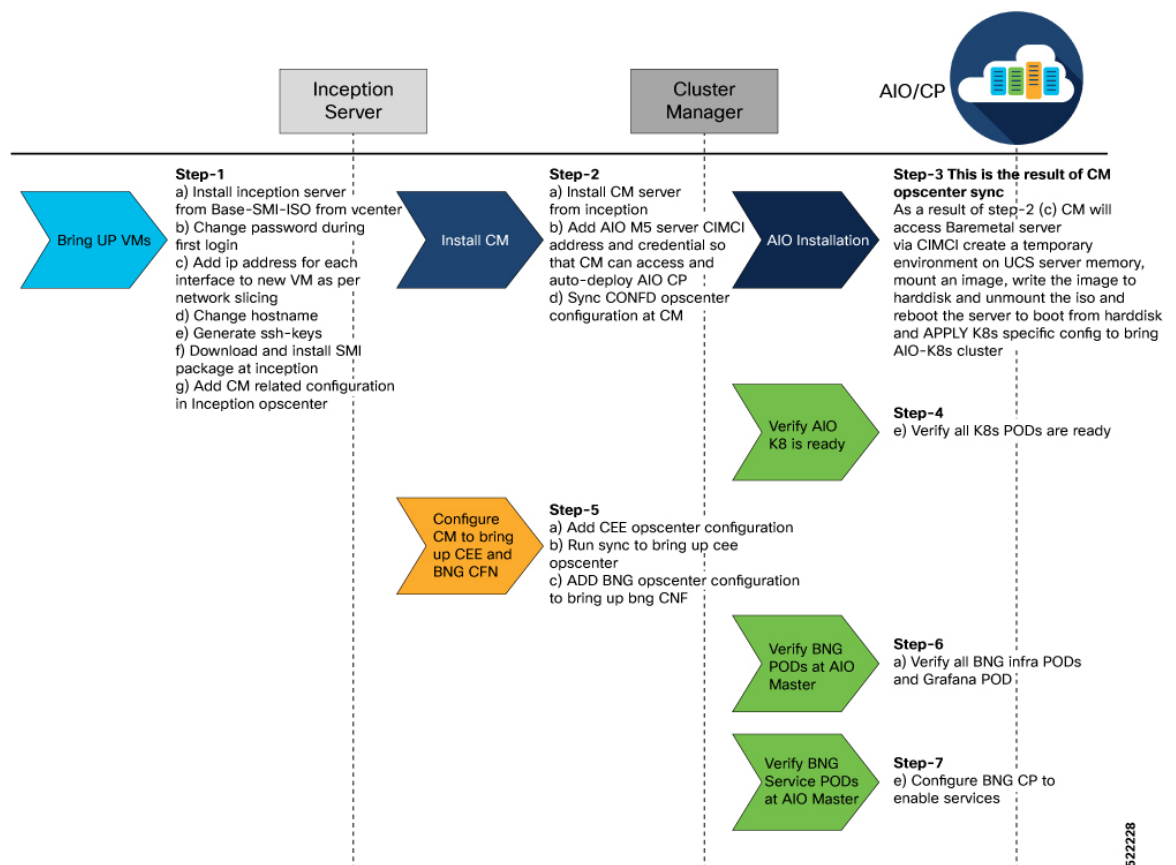 Inception
Server
Cluster
Manager
AIO/CP
Bring UP VMs
Step-1
a) Install inception server
from Base-SMI-ISO from vcenter
b) Change password during
first login
c) Add ip address for each
interface to new VM as per
network slicing
d) Change hostname
e) Generate ssh-keys
f) Download and install SMI
package at inception
g) Add CM related configuration
in Inception opscenter
Install CM
Step-2
a) Install CM server
from inception
b) Add AIO M5 server CIMCI
address and credential so
that CM can access and
auto-deploy AIO CP
d) Sync CONFD opscenter
configuration at CM
AIO Installation
Step-3 This is the result of CM
opscenter sync
As a result of step-2 (c) CM will
access Baremetal server
via CIMCI create a temporary
environment on UCS server memory,
mount an image, write the image to
harddisk and unmount the iso and
reboot the server to boot from harddisk
and APPLY K8s specific config to bring
AIO-K8s cluster
Verify AIO
K8 is ready
Step-4
e) Verify all K8s PODs are ready
Configure
CM to bring
up CEE and
BNG CFN
Step-5
a) Add CEE opscenter configuration
b) Run sync to bring up cee
opscenter
c) ADD BNG opscenter configuration
to bring up bng CNF
Verify BNG
PODs at AIO
Master
Step-6
a) Verify all BNG infra PODs
and Grafana POD
Verify BNG
Service PODs
at AIO Master
Step-7
e) Configure BNG CP to
enable services
522228